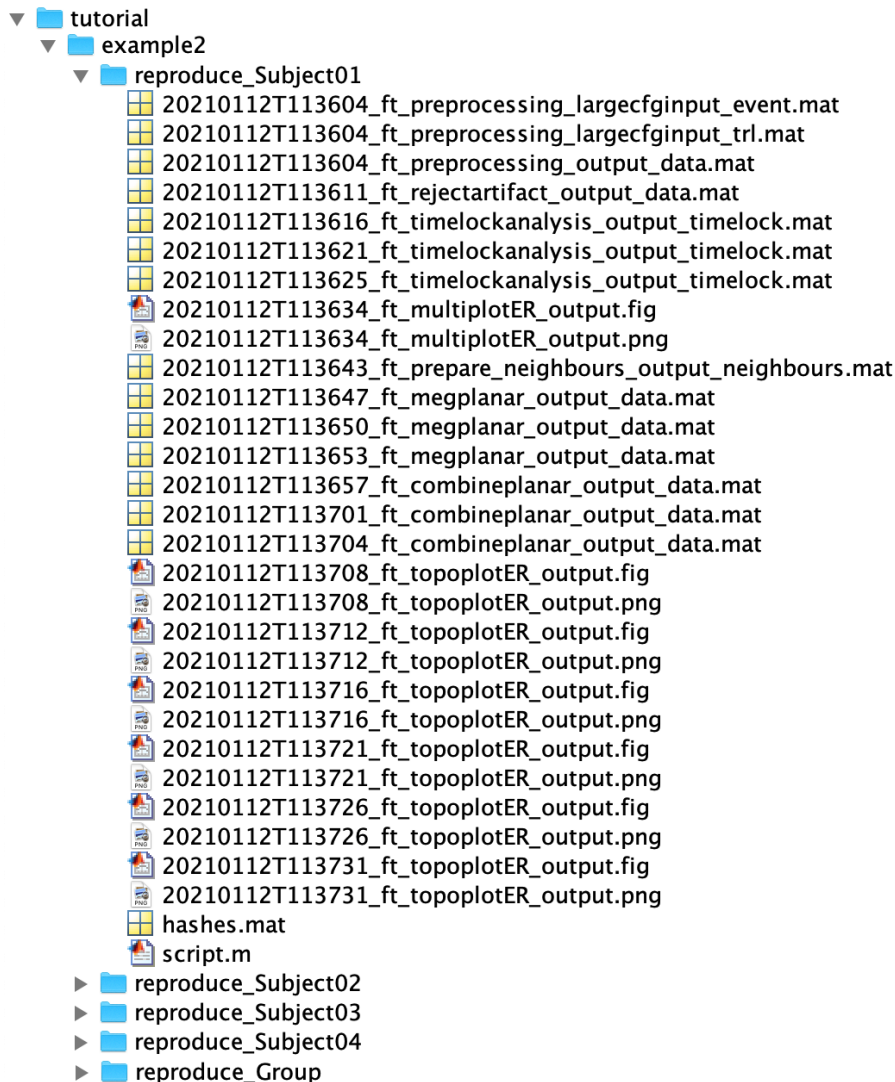 tutorial
example2
reproduce_Subject01
20210112T113604_ft_preprocessing_largecfginput_event.mat
20210112T113604_ft_preprocessing_largecfginput_trl.mat
20210112T113604_ft_preprocessing_output_data.mat
20210112T113611_ft_rejectartifact_output_data.mat
20210112T113616_ft_timelockanalysis_output_timelock.mat
20210112T113621_ft_timelockanalysis_output_timelock.mat
20210112T113625_ft_timelockanalysis_output_timelock.mat
20210112T113634_ft_multiplotER_output.fig
20210112T113634_ft_multiplotER_output.png
20210112T113643_ft_prepare_neighbours_output_neighbours.mat
20210112T113647_ft_megplanar_output_data.mat
20210112T113650_ft_megplanar_output_data.mat
20210112T113653_ft_megplanar_output_data.mat
20210112T113657_ft_combineplanar_output_data.mat
20210112T113701_ft_combineplanar_output_data.mat
20210112T113704_ft_combineplanar_output_data.mat
20210112T113708_ft_topoplotER_output.fig
20210112T113708_ft_topoplotER_output.png
20210112T113712_ft_topoplotER_output.fig
20210112T113712_ft_topoplotER_output.png
20210112T113716_ft_topoplotER_output.fig
20210112T113716_ft_topoplotER_output.png
20210112T113721_ft_topoplotER_output.fig
20210112T113721_ft_topoplotER_output.png
20210112T113726_ft_topoplotER_output.fig
20210112T113726_ft_topoplotER_output.png
20210112T113731_ft_topoplotER_output.fig
20210112T113731_ft_topoplotER_output.png
hashes.mat
script.m
reproduce_Subject02
reproduce_Subject03
reproduce_Subject04
reproduce_Group